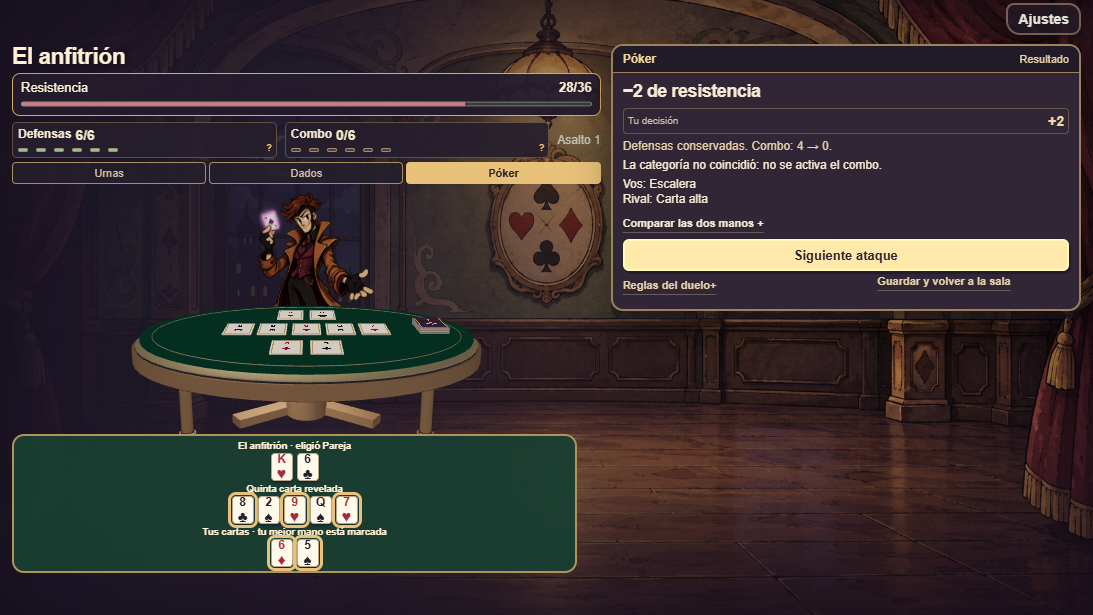 Ajustes
El anfitrión
Resistencia 28/36
Defensas 6/6 ?
Combo 0/6 ?
Asalto 1
Urnas Dados Póker
Póker Resultado
−2 de resistencia
Tu decisión +2
Defensas conservadas. Combo: 4 → 0.
La categoría no coincidió: no se activa el combo.
Vos: Escalera
Rival: Carta alta
Comparar las dos manos +
Siguiente ataque
Reglas del duelo+ Guardar y volver a la sala
El anfitrión · eligió Pareja
K♥ 6♣
Quinta carta revelada
8♣ 2♠ 9♥ Q♠ 7♥
Tus cartas · tu mejor mano está marcada
6♦ 5♠